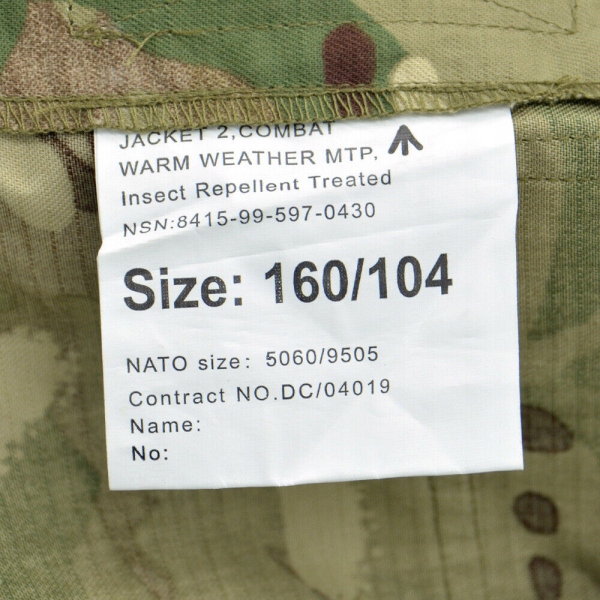 JACKET 2,COMBAT
WARM WEATHER MTP,
Insect Repellent Treated
NSN:8415-99-597-0430
Size: 160/104
NATO size: 5060/9505
Contract NO.DC/04019
Name:
No: